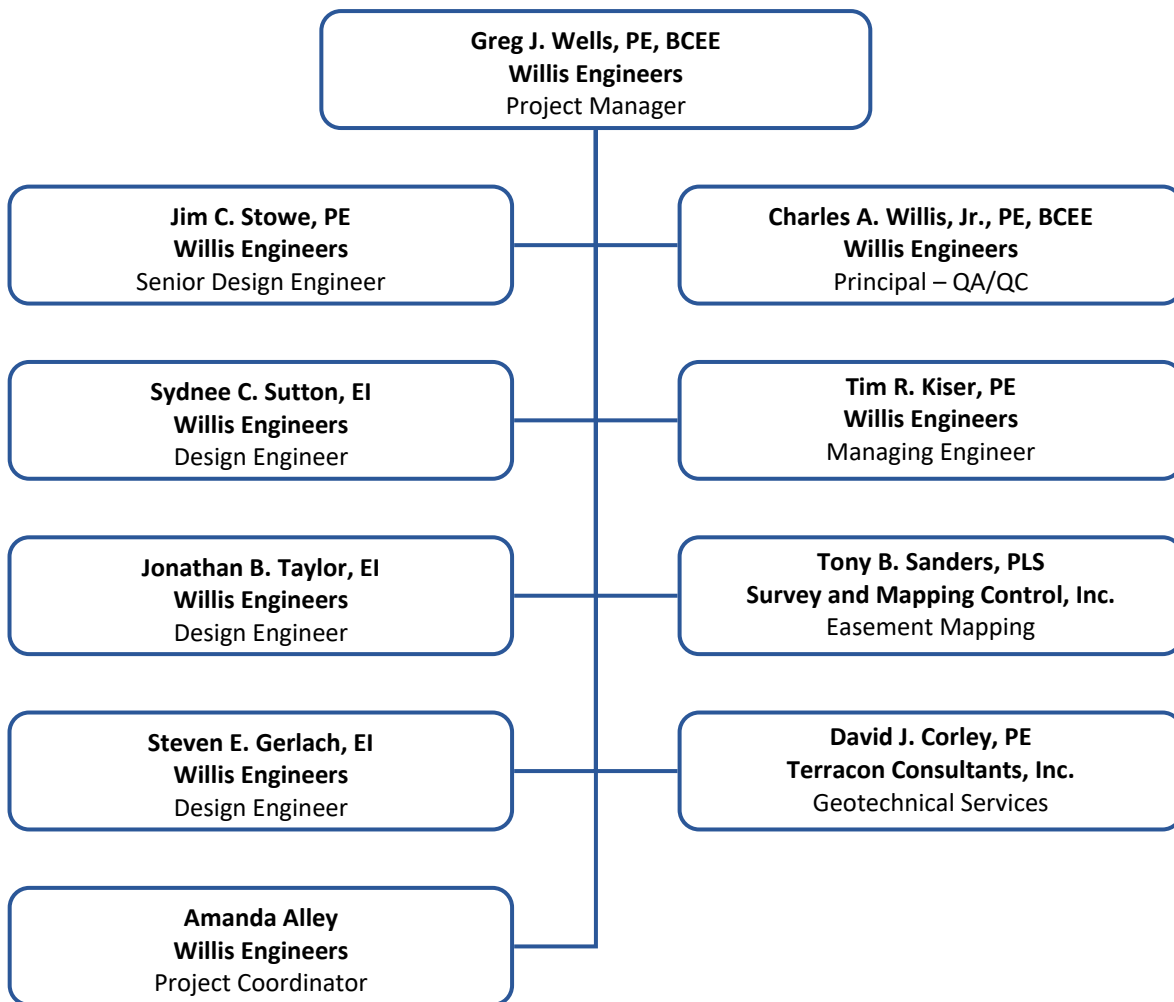 Greg J. Wells, PE, BCEE
Willis Engineers
Project Manager
Jim C. Stowe, PE
Willis Engineers
Senior Design Engineer
Charles A. Willis, Jr., PE, BCEE
Willis Engineers
Principal – QA/QC
Sydnee C. Sutton, EI
Willis Engineers
Design Engineer
Tim R. Kiser, PE
Willis Engineers
Managing Engineer
Jonathan B. Taylor, EI
Willis Engineers
Design Engineer
Tony B. Sanders, PLS
Survey and Mapping Control, Inc.
Easement Mapping
Steven E. Gerlach, EI
Willis Engineers
Design Engineer
David J. Corley, PE
Terracon Consultants, Inc.
Geotechnical Services
Amanda Alley
Willis Engineers
Project Coordinator